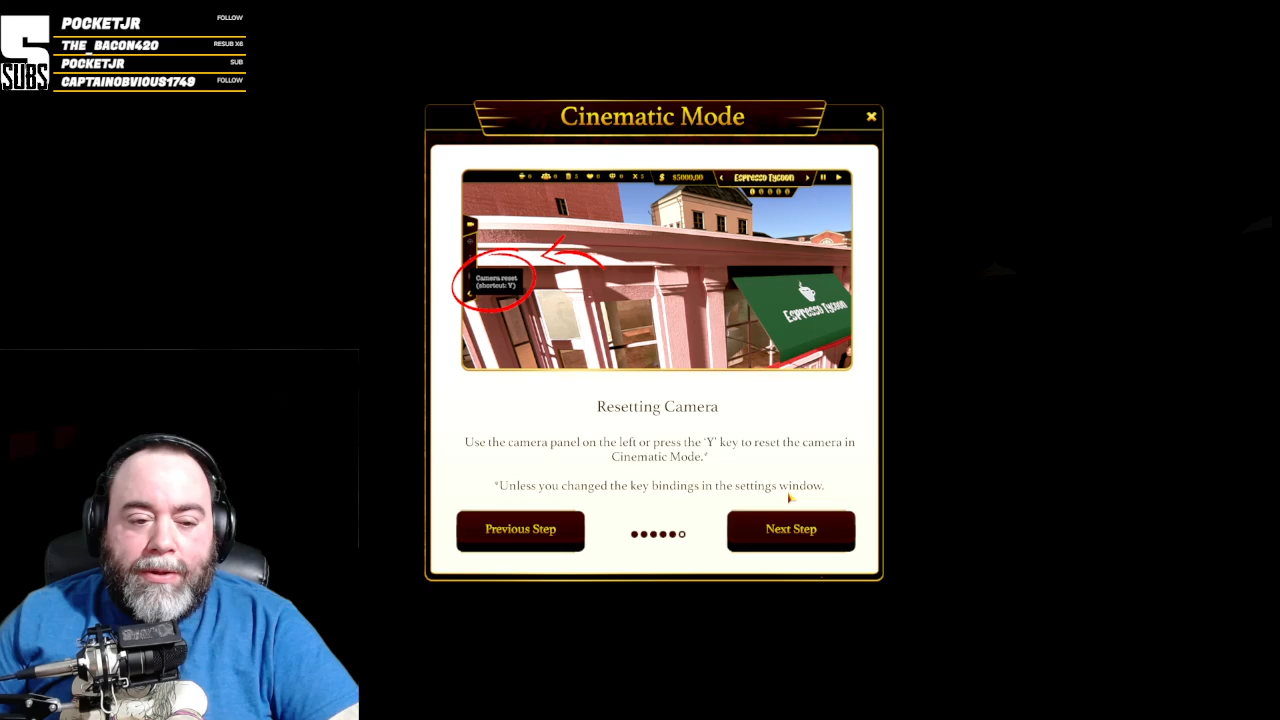 POCKETJR FOLLOW
THE_BACON420 RESUB X6
POCKETJR SUB
CAPTAINOBVIOUS1749 FOLLOW
5
SUBS
Cinematic Mode
$ $5000,00
Espresso Tycoon
Camera reset
(shortcut: Y)
Espresso Tycoon
Resetting Camera
Use the camera panel on the left or press the 'Y' key to reset the camera in
Cinematic Mode.*
*Unless you changed the key bindings in the settings window.
Previous Step
Next Step